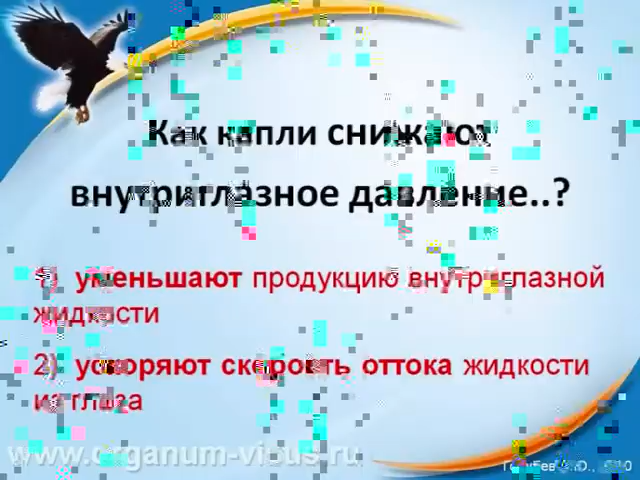 Как капли снижают
внутриглазное давление..?
1) уменьшают продукцию внутриглазной
жидкости
2) ускоряют скорость оттока жидкости
из глаза
www.organum-visus.ru